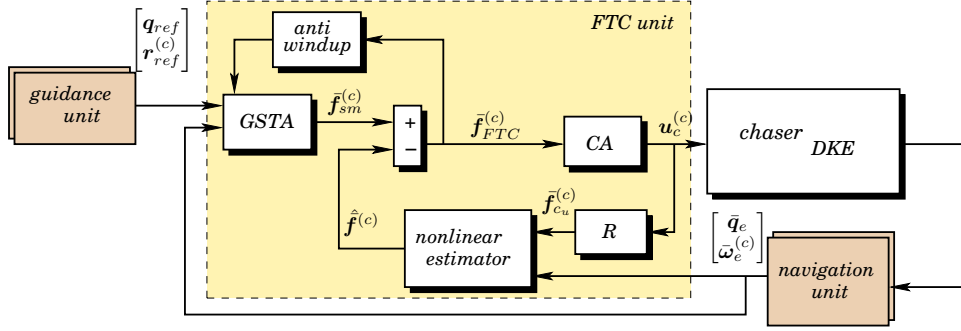 FTC unit
anti
windup
q_ref
r_ref^(c)
guidance
unit
GSTA
f̄_sm^(c)
+
−
f̄_FTC^(c)
CA
u_c^(c)
chaser
DKE
f̂̄^(c)
f̄_{c_u}^(c)
R
nonlinear
estimator
q̄_e
ω̄_e^(c)
navigation
unit